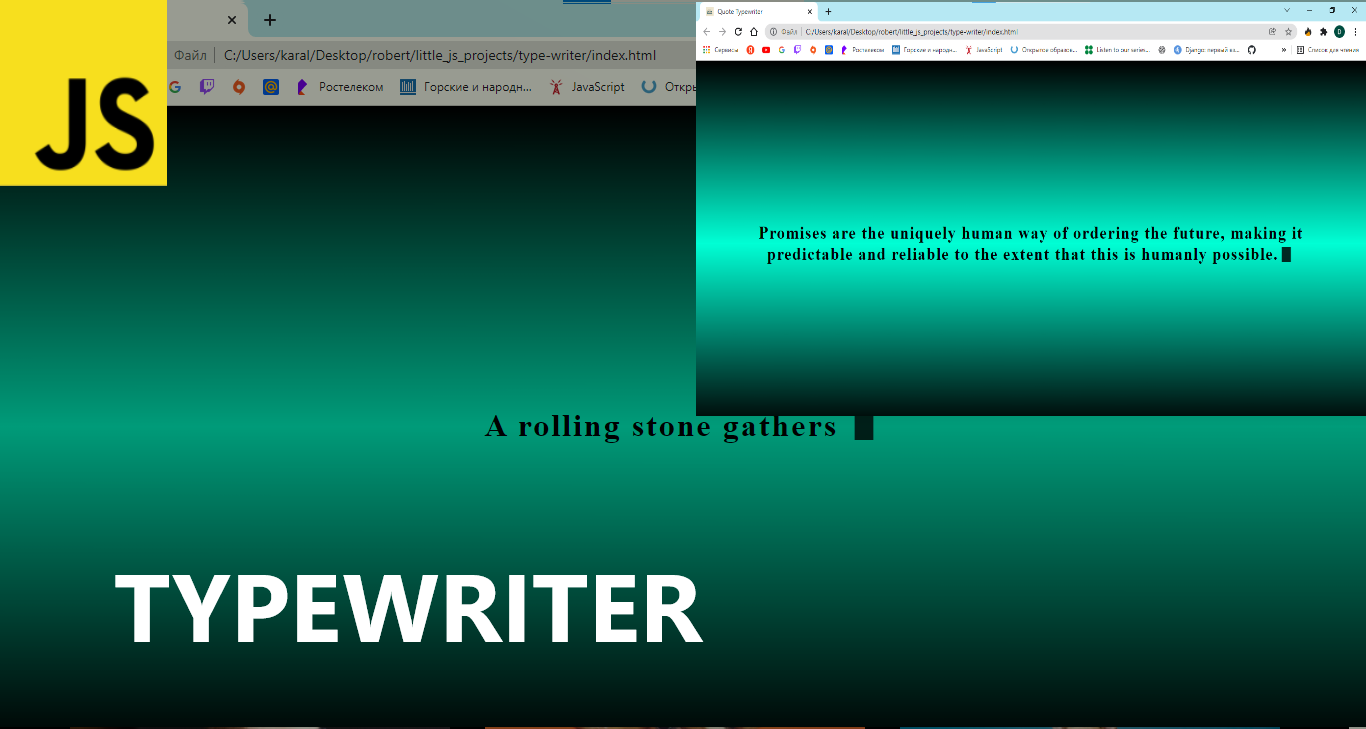 JS
Файл | C:/Users/karal/Desktop/robert/little_js_projects/type-writer/index.html
Ростелеком Горские и народн... JavaScript Откры
Quote Typewriter
Файл | C:/Users/karal/Desktop/robert/little_js_projects/type-writer/index.html
D
Сервисы Ростелеком Горские и народн... JavaScript Открытое образов... Listen to our series... Django: первый вз... » Список для чтения
Promises are the uniquely human way of ordering the future, making it
predictable and reliable to the extent that this is humanly possible.
A rolling stone gathers
TYPEWRITER